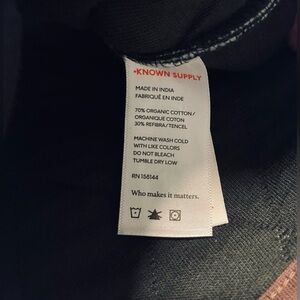 •KNOWN SUPPLY
MADE IN INDIA
FABRIQUÉ EN INDE
70% ORGANIC COTTON/
ORGANIQUE COTON
30% REFIBRA/TENCEL
MACHINE WASH COLD
WITH LIKE COLORS
DO NOT BLEACH
TUMBLE DRY LOW
RN 158144
Who makes it matters.